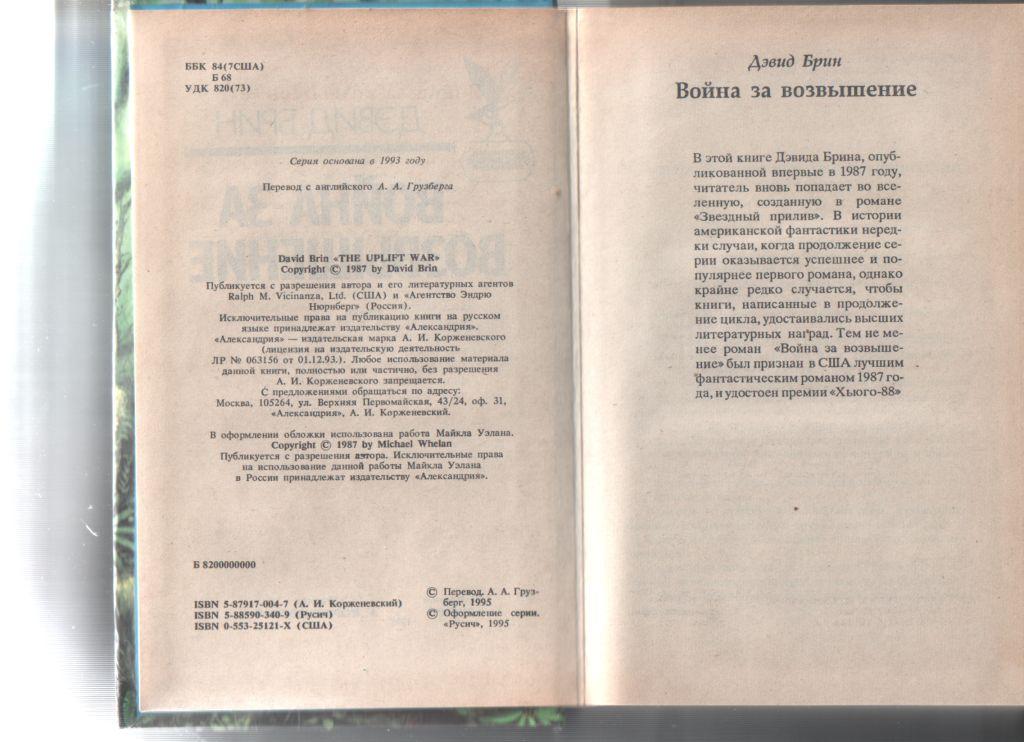 ББК 84(7США)
Б 68
УДК 820(73)
Серия основана в 1993 году
Перевод с английского А. А. Грузберга
David Brin «THE UPLIFT WAR»
Copyright © 1987 by David Brin
Публикуется с разрешения автора и его литературных агентов
Ralph M. Vicinanza, Ltd. (США) и «Агентство Эндрю
Нюрнберг» (Россия).
Исключительные права на публикацию книги на русском
языке принадлежат издательству «Александрия».
«Александрия» — издательская марка А. И. Корженевского
(лицензия на издательскую деятельность
ЛР № 063156 от 01.12.93.). Любое использование материала
данной книги, полностью или частично, без разрешения
А. И. Корженевского запрещается.
С предложениями обращаться по адресу:
Москва, 105264, ул. Верхняя Первомайская, 43/24, оф. 31,
«Александрия», А. И. Корженевский.
В оформлении обложки использована работа Майкла Уэлана.
Copyright © 1987 by Michael Whelan
Публикуется с разрешения автора. Исключительные права
на использование данной работы Майкла Уэлана
в России принадлежат издательству «Александрия».
Б 8200000000
ISBN 5-87917-004-7 (А. И. Корженевский)
ISBN 5-88590-340-9 (Русич)
ISBN 0-553-25121-X (США)
© Перевод. А. А. Груз-
берг, 1995
© Оформление серии.
«Русич», 1995
Дэвид Брин
Война за возвышение
В этой книге Дэвида Брина, опуб-
ликованной впервые в 1987 году,
читатель вновь попадает во все-
ленную, созданную в романе
«Звездный прилив». В истории
американской фантастики неред-
ки случаи, когда продолжение се-
рии оказывается успешнее и по-
пулярнее первого романа, однако
крайне редко случается, чтобы
книги, написанные в продолже-
ние цикла, удостаивались высших
литературных наград. Тем не ме-
нее роман «Война за возвыше-
ние» был признан в США лучшим
фантастическим романом 1987 го-
да, и удостоен премии «Хьюго-88»